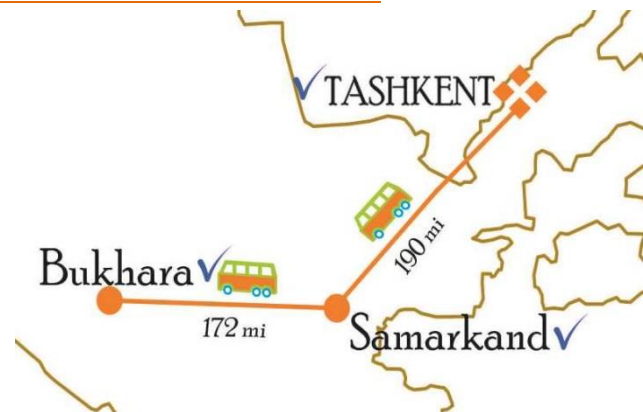 TASHKENT
190 mi
Bukhara
172 mi
Samarkand